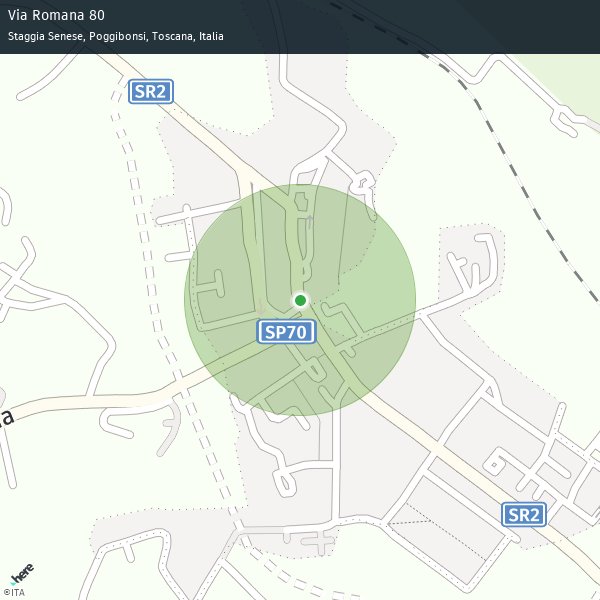 Via Romana 80
Staggia Senese, Poggibonsi, Toscana, Italia
SR2
SP70
SR2
here
©ITA